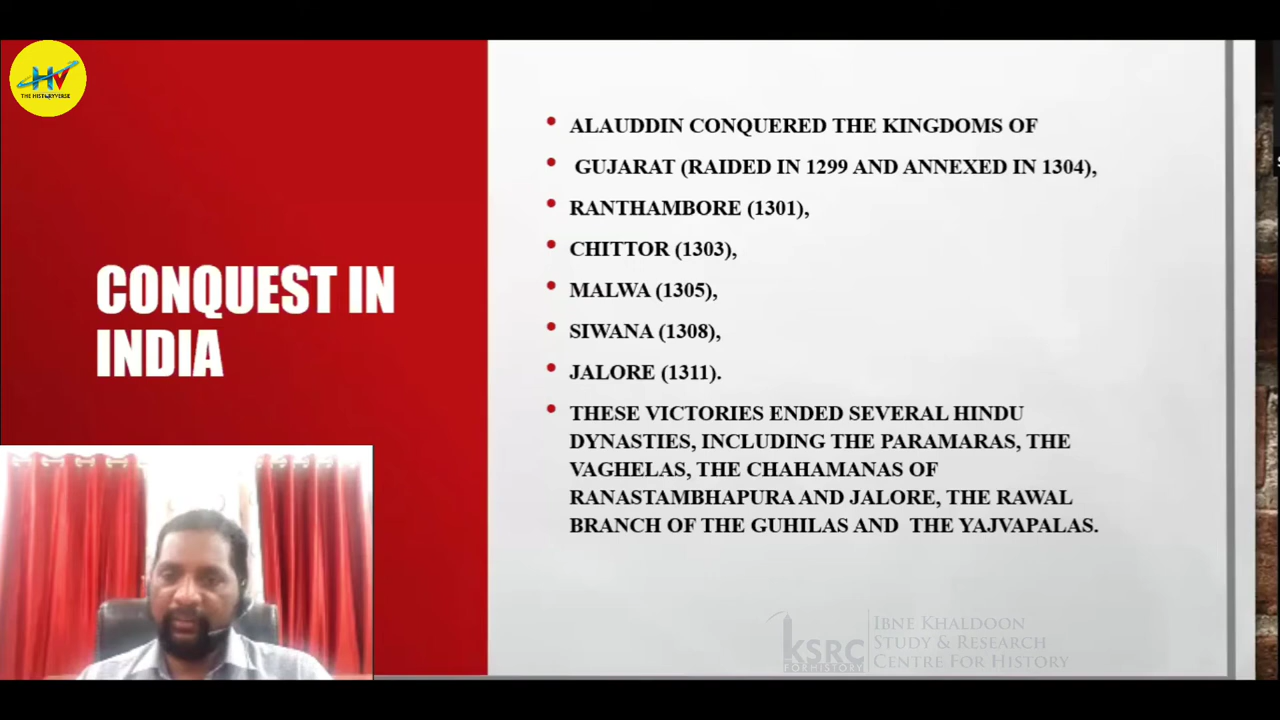 HV
THE HISTORYVERSE
CONQUEST IN
INDIA
• ALAUDDIN CONQUERED THE KINGDOMS OF
• GUJARAT (RAIDED IN 1299 AND ANNEXED IN 1304),
• RANTHAMBORE (1301),
• CHITTOR (1303),
• MALWA (1305),
• SIWANA (1308),
• JALORE (1311).
• THESE VICTORIES ENDED SEVERAL HINDU
DYNASTIES, INCLUDING THE PARAMARAS, THE
VAGHELAS, THE CHAHAMANAS OF
RANASTAMBHAPURA AND JALORE, THE RAWAL
BRANCH OF THE GUHILAS AND THE YAJVAPALAS.
kSRC
FOR HISTORY
IBNE KHALDOON
STUDY & RESEARCH
CENTRE FOR HISTORY